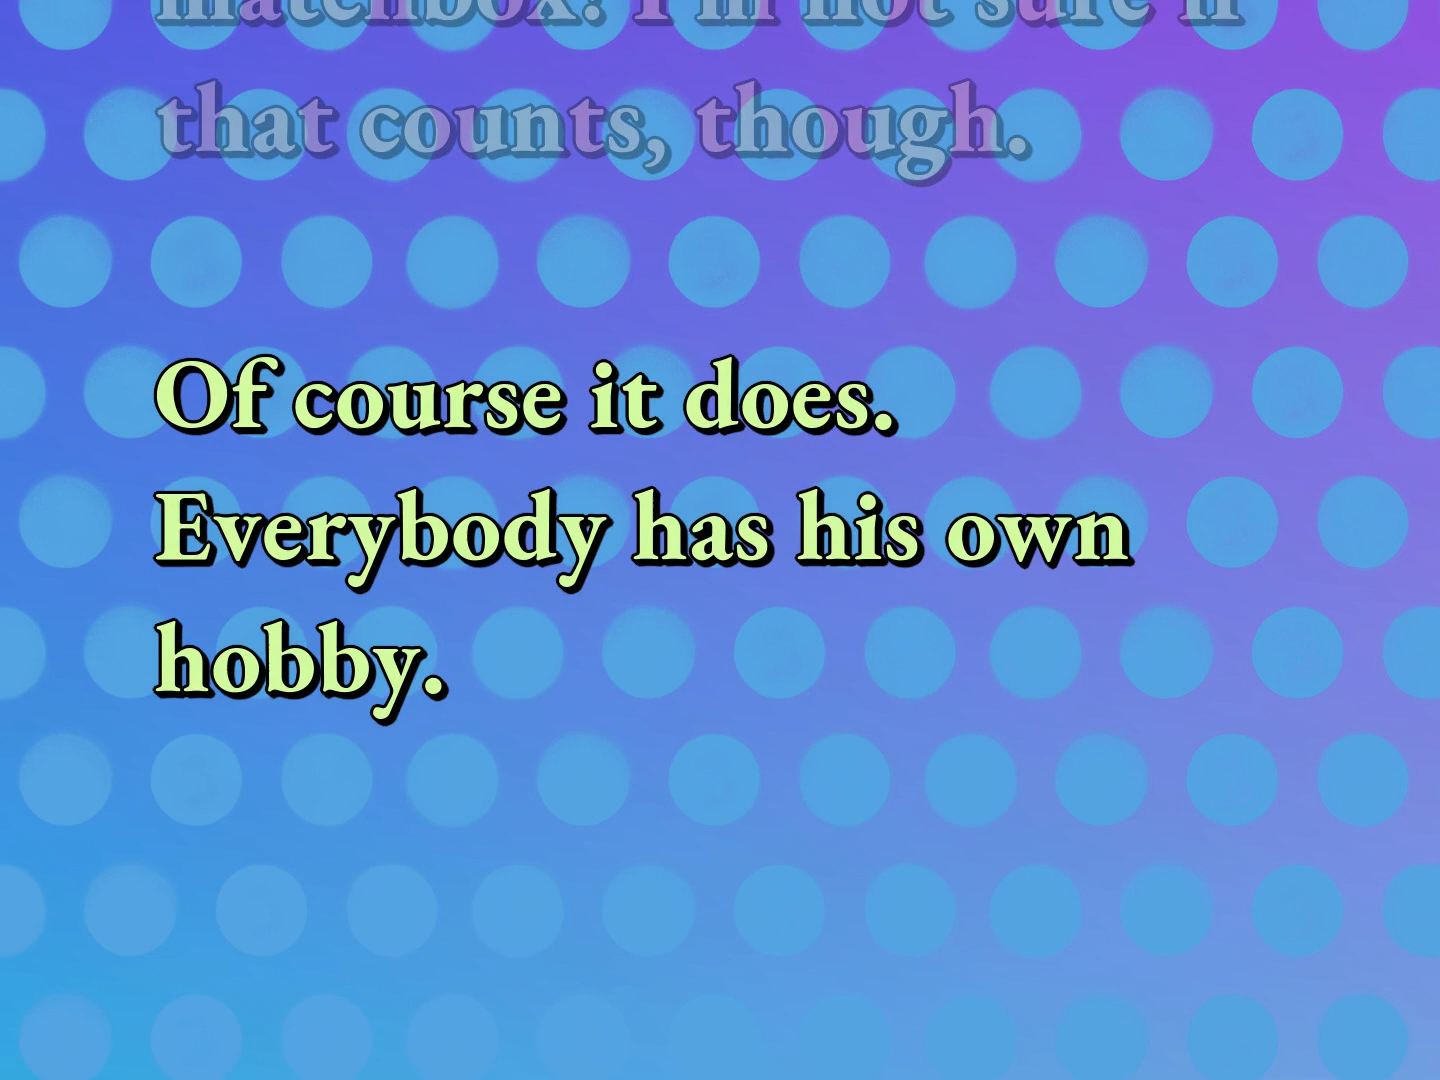 matchbox! I'm not sure if
that counts, though.
Of course it does.
Everybody has his own
hobby.